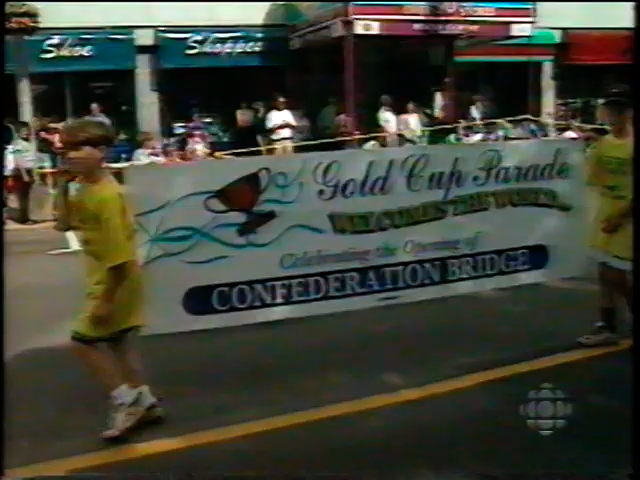 Shoe Shoppe
Gold Cup Parade
WELCOMES THE WORLD...
Celebrating the Opening of
CONFEDERATION BRIDGE